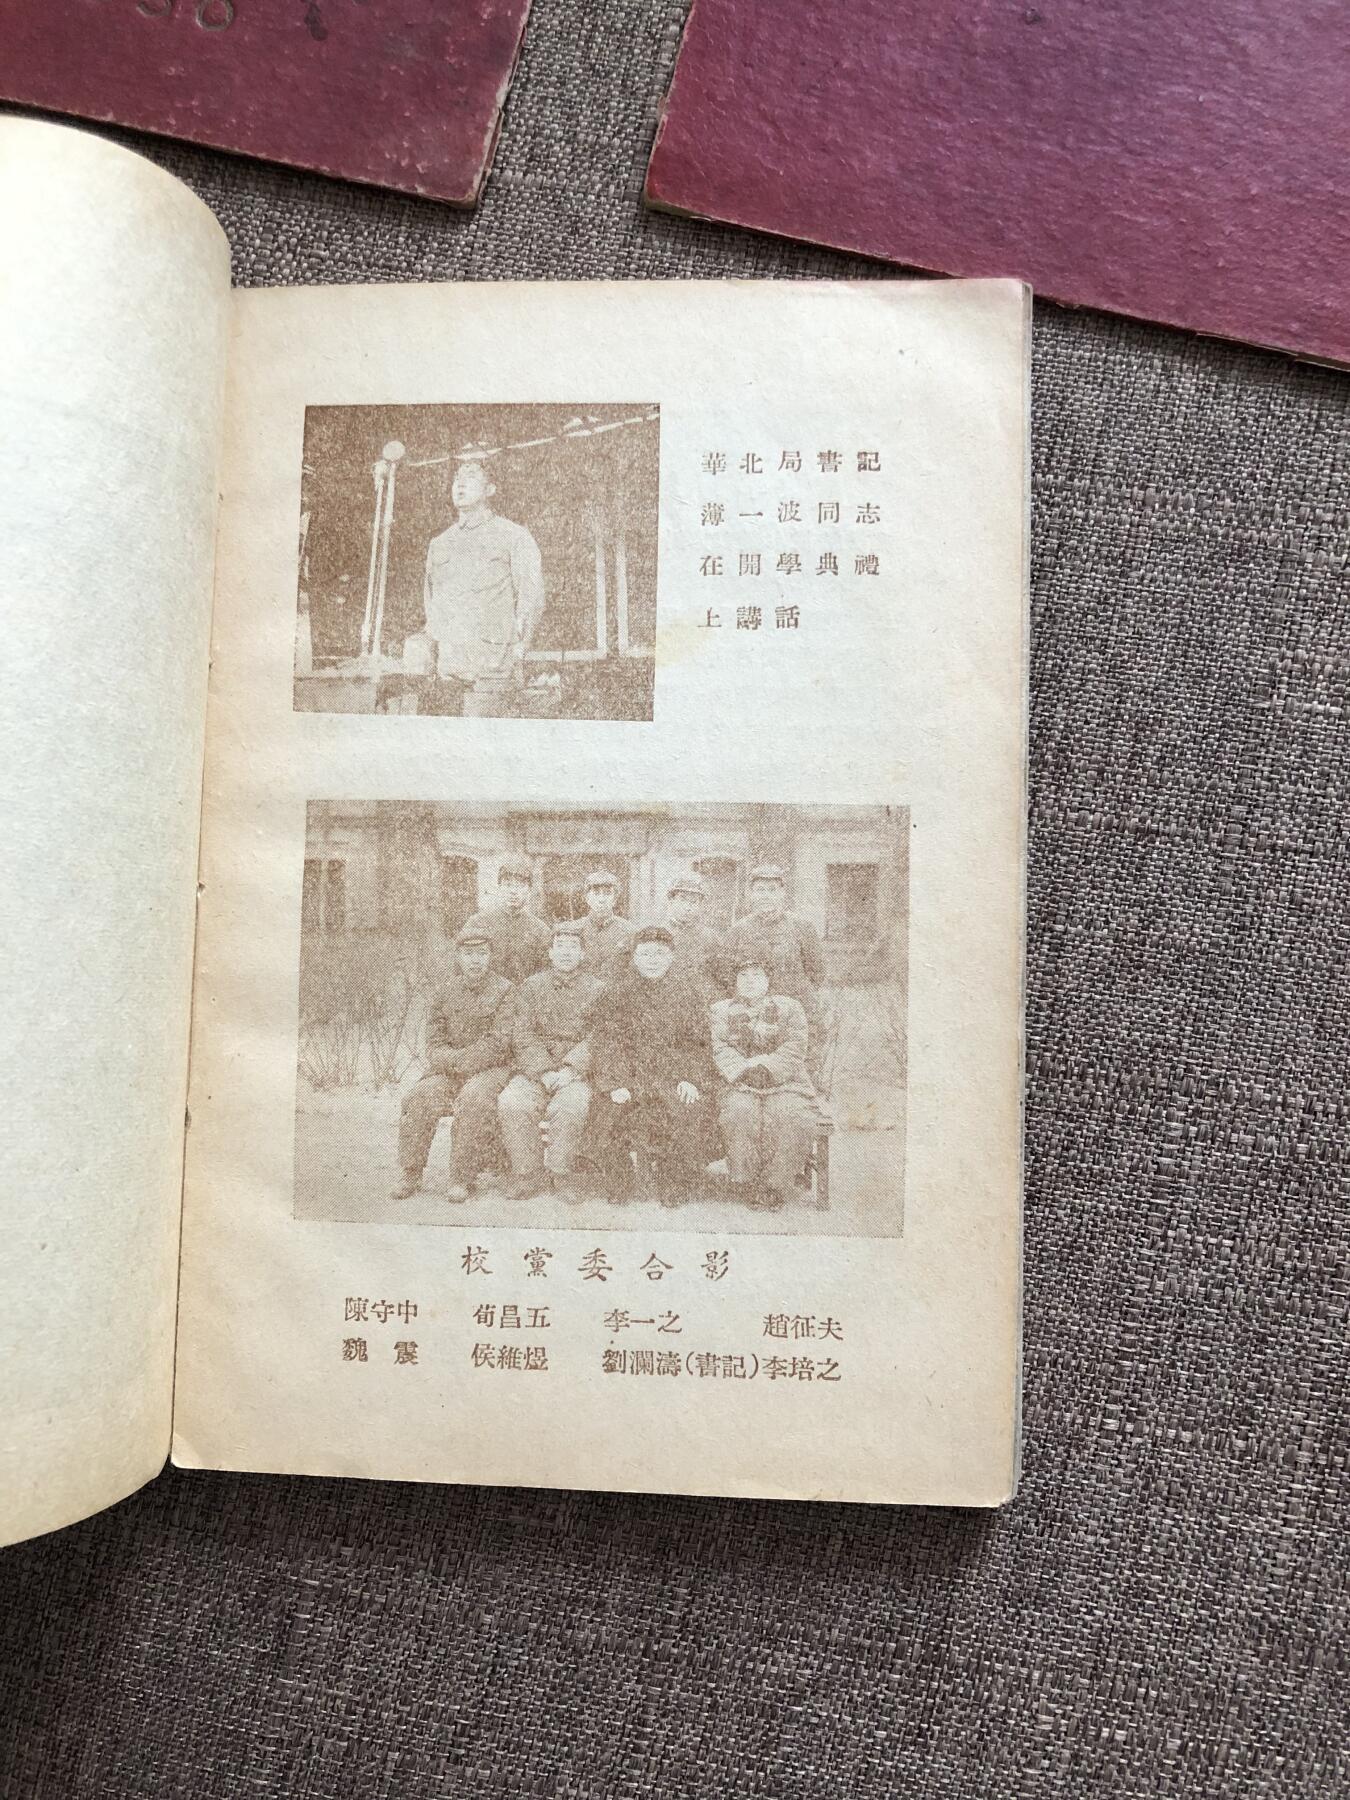 華北局書記
薄一波同志
在開學典禮
上講話
校黨委合影
陳守中 荀昌五 李一之 趙征夫
魏震 侯維煜 劉瀾濤(書記)李培之